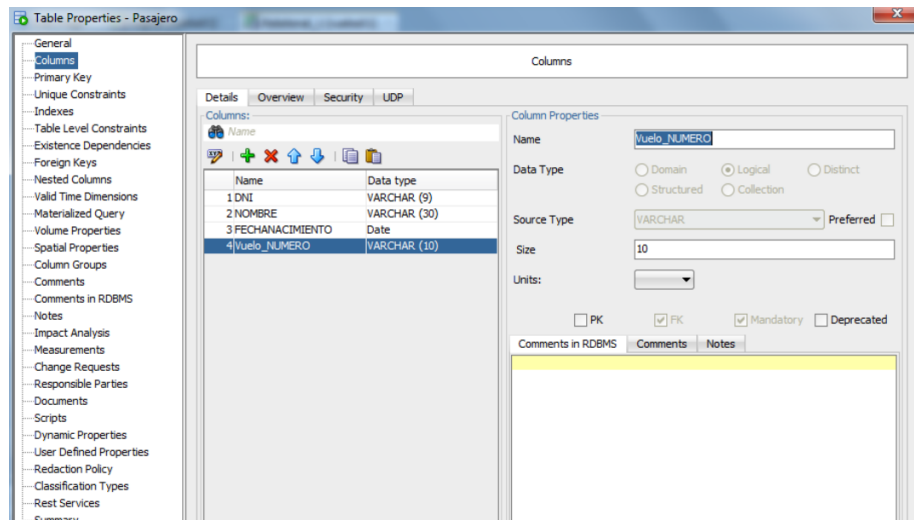 Table Properties - Pasajero
General
Columns
Primary Key
Unique Constraints
Indexes
Table Level Constraints
Existence Dependencies
Foreign Keys
Nested Columns
Valid Time Dimensions
Materialized Query
Volume Properties
Spatial Properties
Column Groups
Comments
Comments in RDBMS
Notes
Impact Analysis
Measurements
Change Requests
Responsible Parties
Documents
Scripts
Dynamic Properties
User Defined Properties
Redaction Policy
Classification Types
Rest Services
Summary
Columns
Details Overview Security UDP
Columns:
Name
Name Data type
1 DNI VARCHAR (9)
2 NOMBRE VARCHAR (30)
3 FECHANACIMIENTO Date
4 Vuelo_NUMERO VARCHAR (10)
Column Properties
Name Vuelo_NUMERO
Data Type Domain Logical Distinct
Structured Collection
Source Type VARCHAR Preferred
Size 10
Units:
PK FK Mandatory Deprecated
Comments in RDBMS Comments Notes